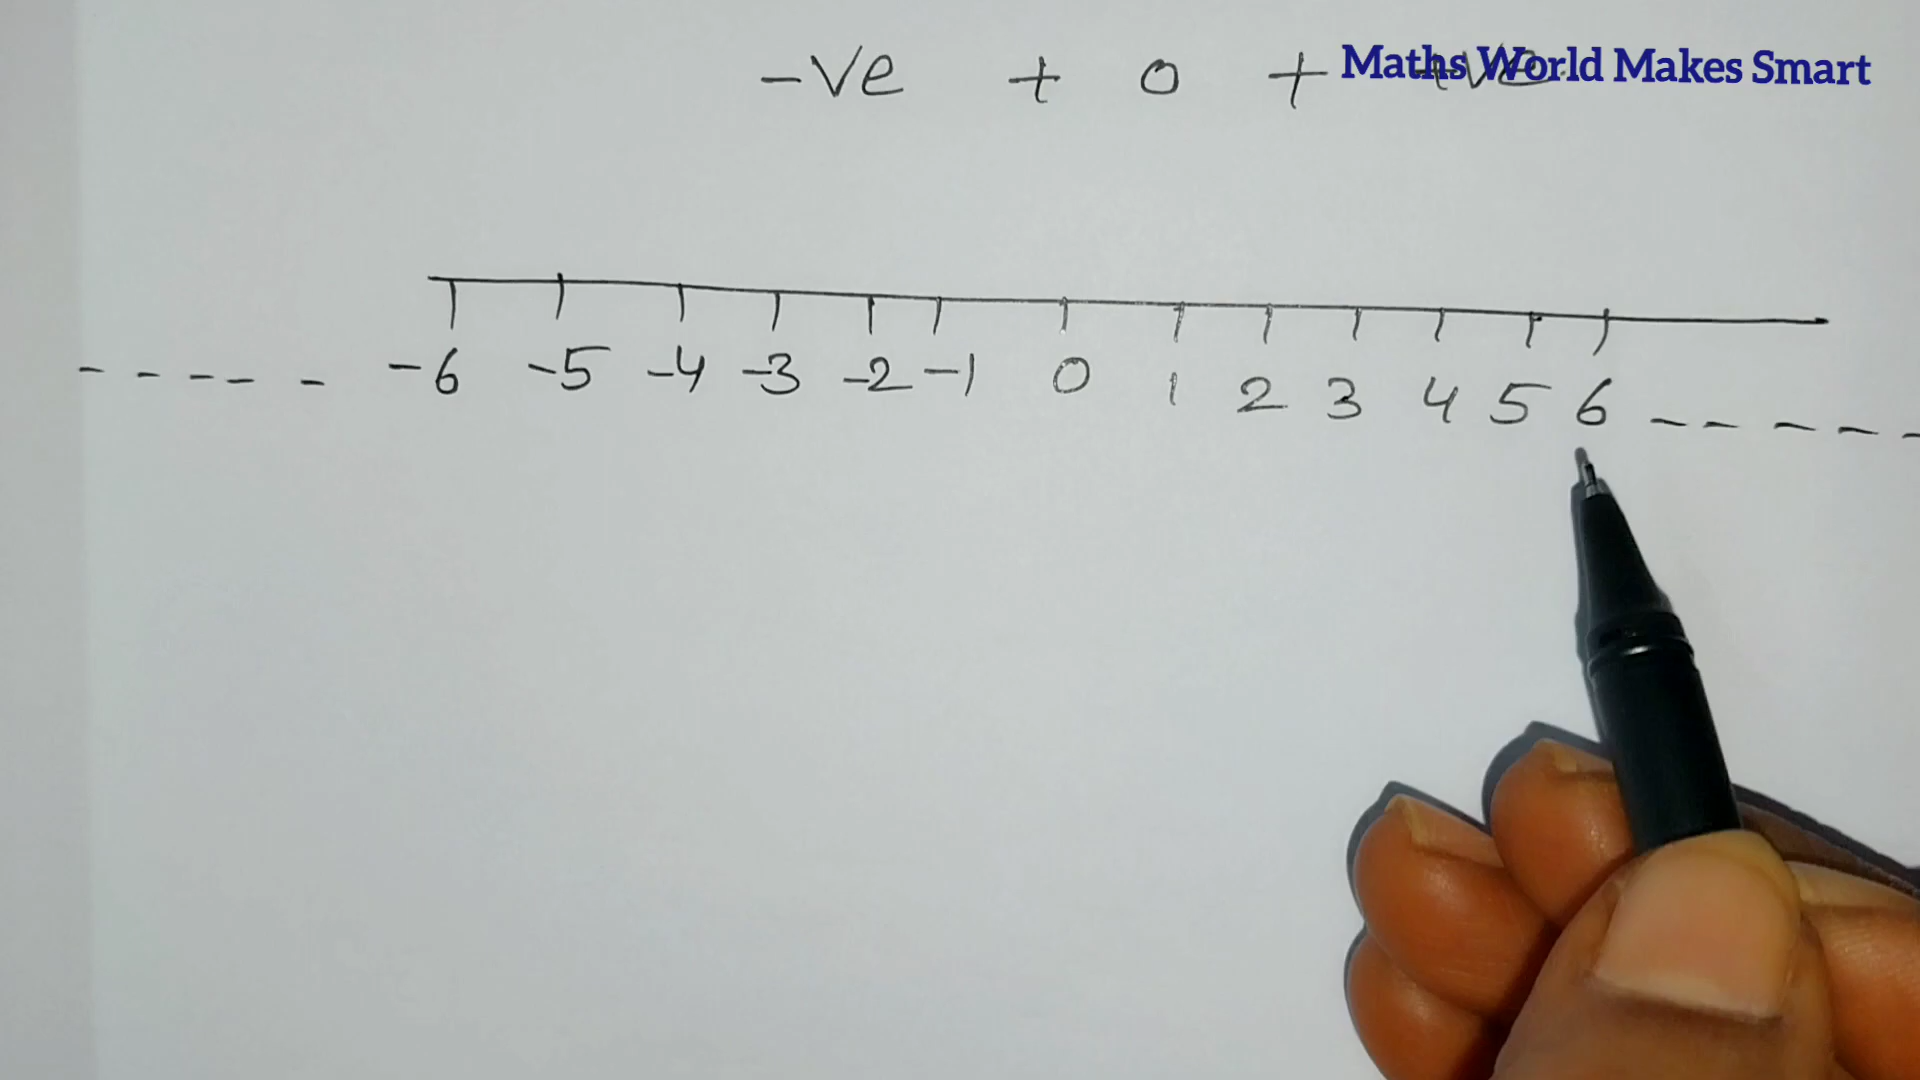 -ve + 0 + +ve
Maths World Makes Smart
----- -6 -5 -4 -3 -2 -1 0 1 2 3 4 5 6 -----